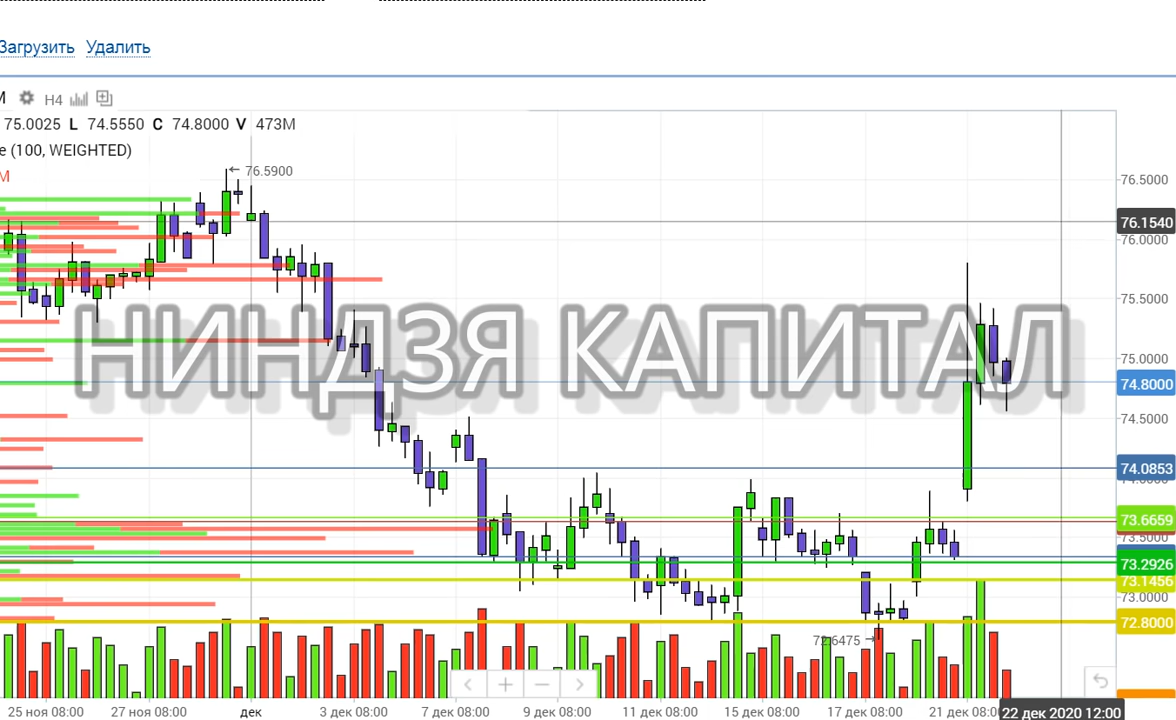 Загрузить Удалить
H4
75.0025 L 74.5550 C 74.8000 V 473M
e (100, WEIGHTED)
M
76.5900
76.5000
76.1540
76.0000
75.5000
НИНДЗЯ КАПИТАЛ
75.0000
74.8000
74.5000
74.0853
73.6659
73.5000
73.2926
73.1456
73.0000
72.8000
72.6475
25 ноя 08:00 27 ноя 08:00 дек 3 дек 08:00 7 дек 08:00 9 дек 08:00 11 дек 08:00 15 дек 08:00 17 дек 08:00 21 дек 08:00 22 дек 2020 12:00